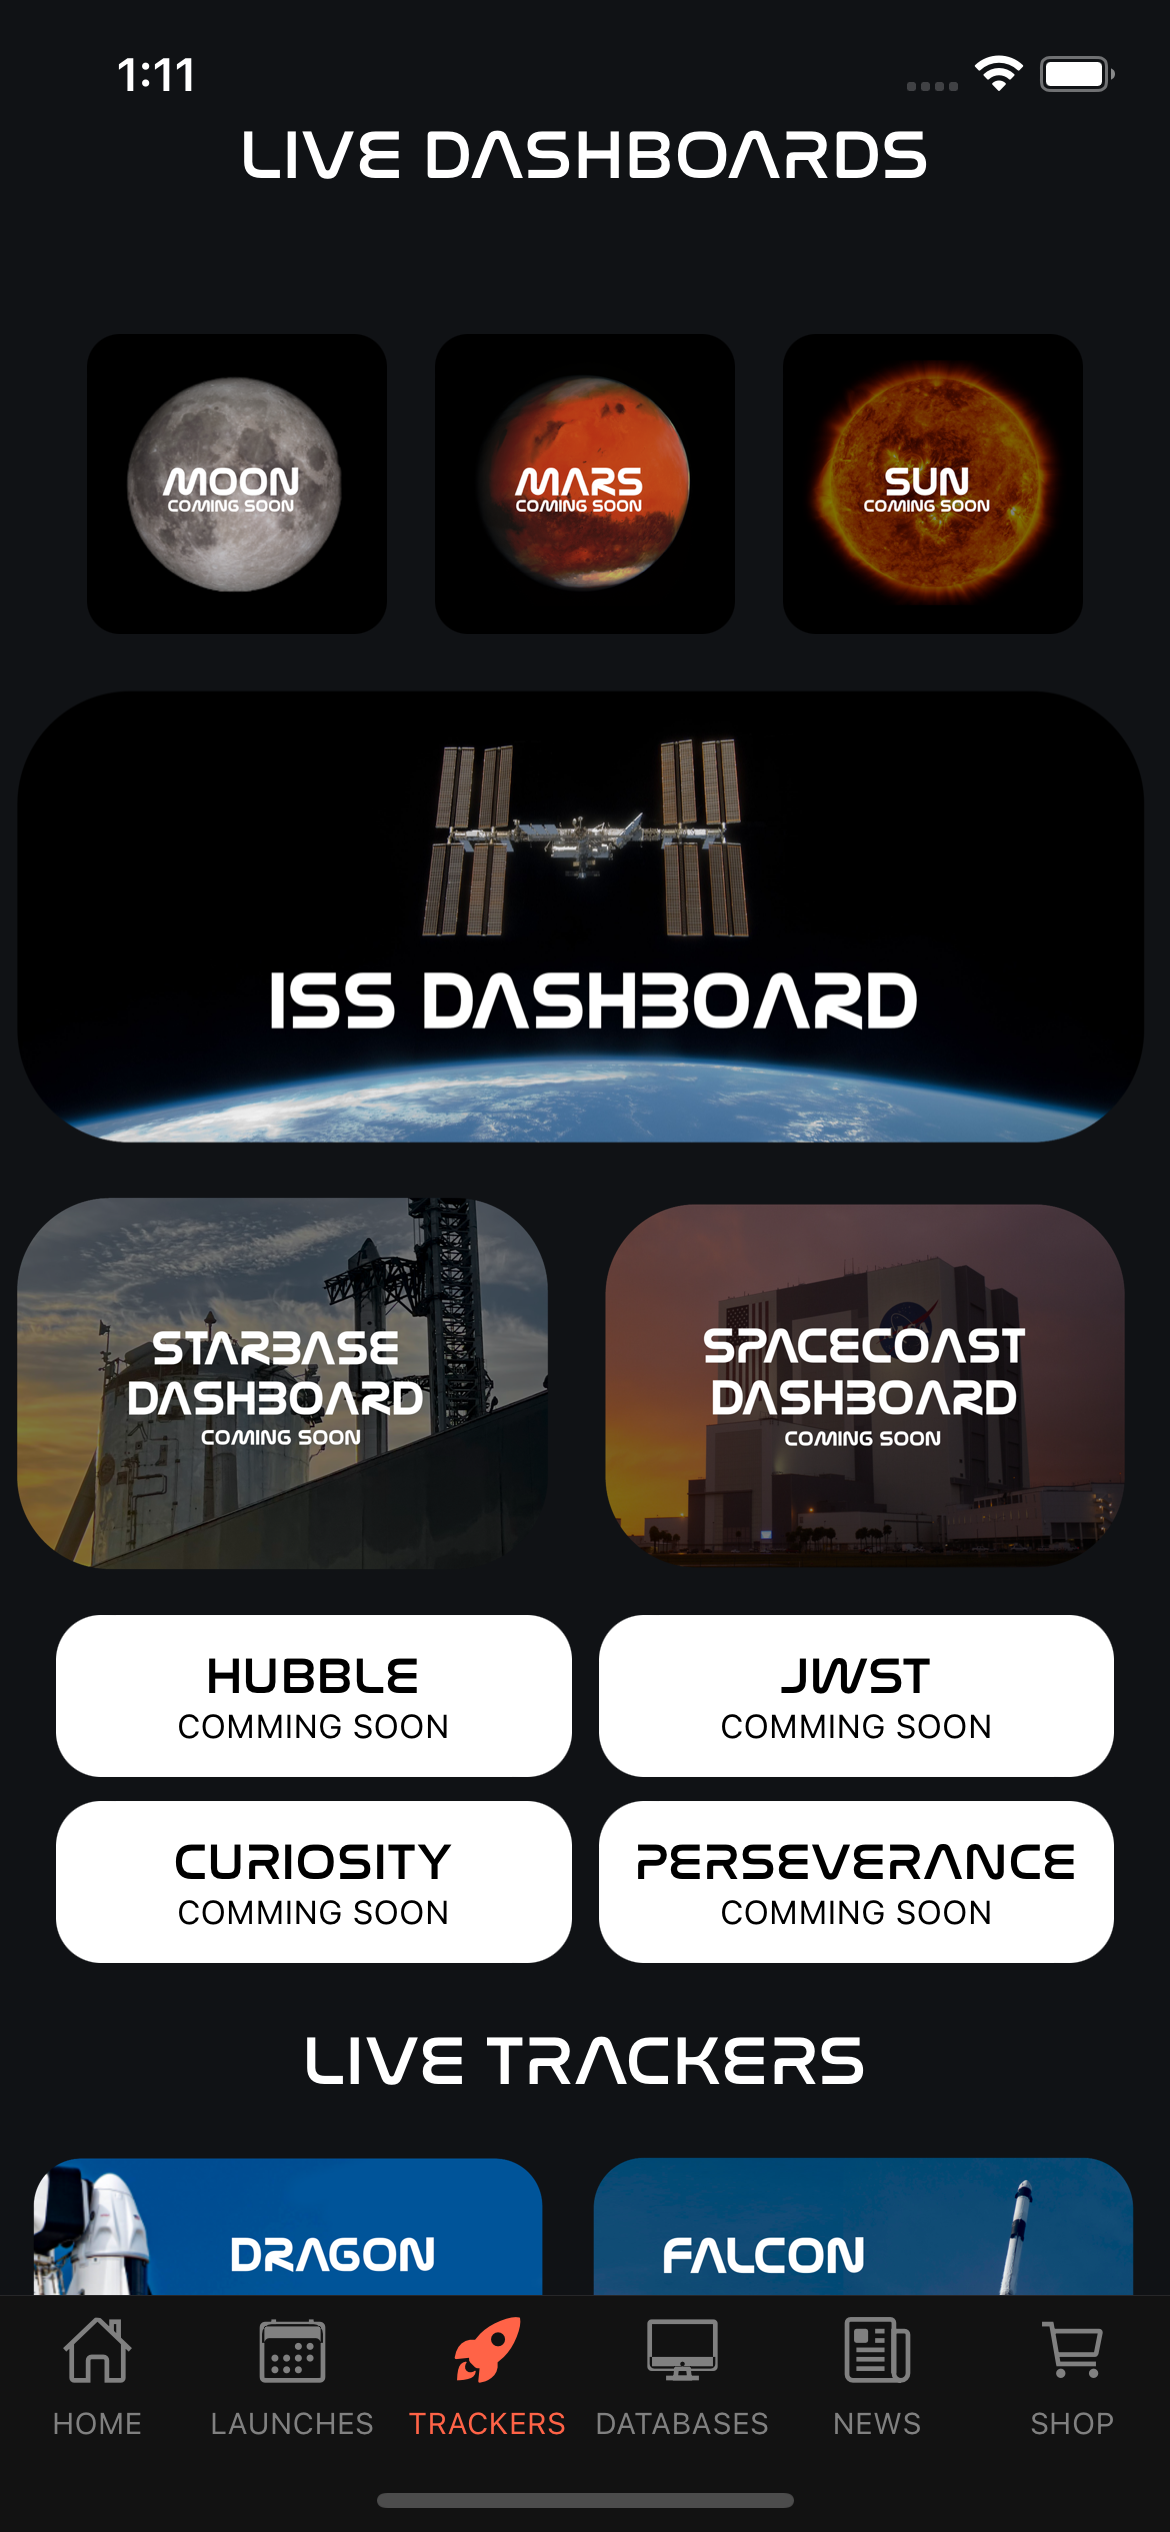 1:11
LIVE DASHBOARDS
MOON
COMING SOON
MARS
COMING SOON
SUN
COMING SOON
ISS DASHBOARD
STARBASE
DASHBOARD
COMING SOON
SPACECOAST
DASHBOARD
COMING SOON
HUBBLE
COMMING SOON
JWST
COMMING SOON
CURIOSITY
COMMING SOON
PERSEVERANCE
COMMING SOON
LIVE TRACKERS
DRAGON
FALCON
HOME
LAUNCHES
TRACKERS
DATABASES
NEWS
SHOP